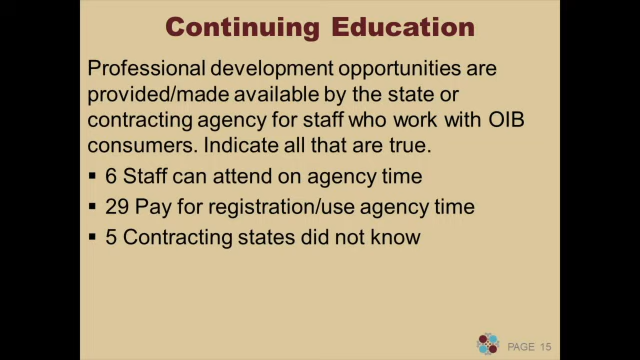 Continuing Education
Professional development opportunities are
provided/made available by the state or
contracting agency for staff who work with OIB
consumers. Indicate all that are true.
▪ 6 Staff can attend on agency time
▪ 29 Pay for registration/use agency time
▪ 5 Contracting states did not know
PAGE 15